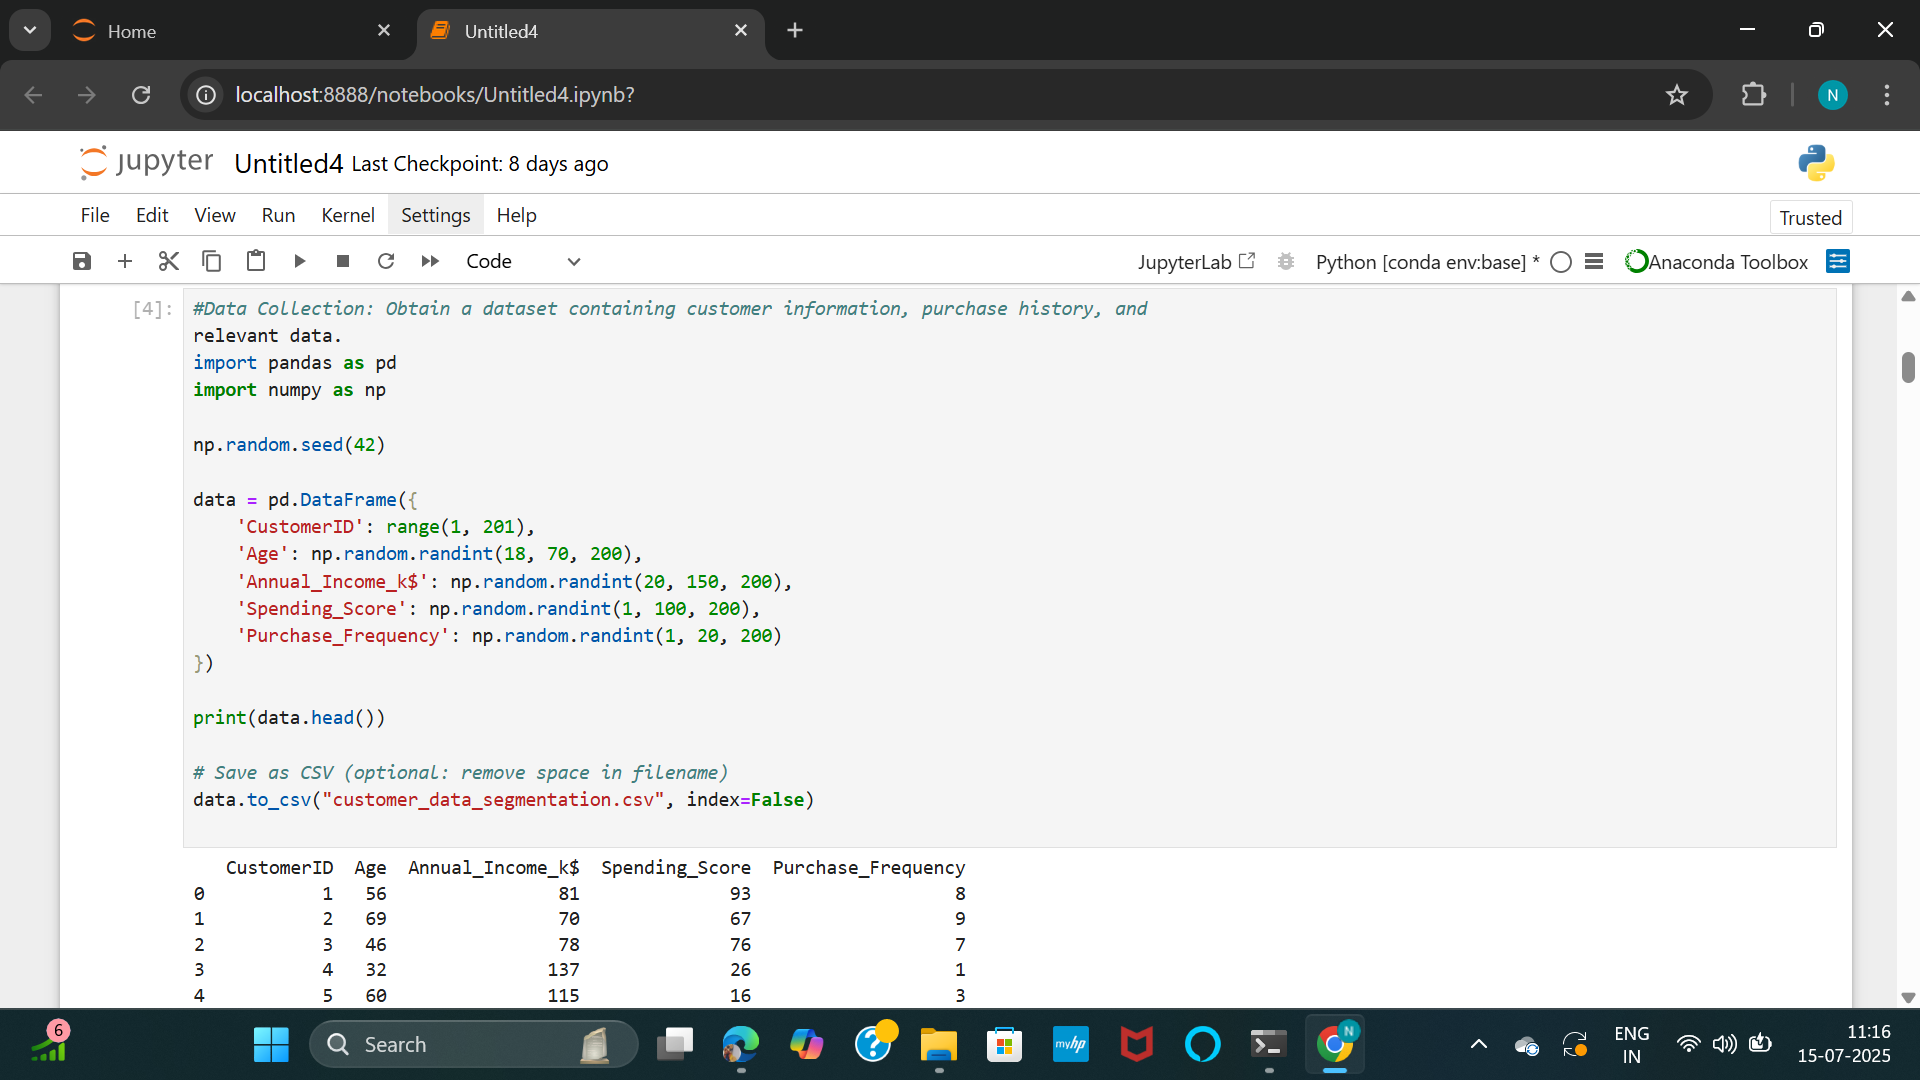 Home
Untitled4
localhost:8888/notebooks/Untitled4.ipynb?
N
jupyter Untitled4 Last Checkpoint: 8 days ago
File Edit View Run Kernel Settings Help
Trusted
Code
JupyterLab
Python [conda env:base] *
Anaconda Toolbox
[4]:
#Data Collection: Obtain a dataset containing customer information, purchase history, and
relevant data.
import pandas as pd
import numpy as np
np.random.seed(42)
data = pd.DataFrame({
'CustomerID': range(1, 201),
'Age': np.random.randint(18, 70, 200),
'Annual_Income_k$': np.random.randint(20, 150, 200),
'Spending_Score': np.random.randint(1, 100, 200),
'Purchase_Frequency': np.random.randint(1, 20, 200)
})
print(data.head())
# Save as CSV (optional: remove space in filename)
data.to_csv("customer_data_segmentation.csv", index=False)
CustomerID Age Annual_Income_k$ Spending_Score Purchase_Frequency
0 1 56 81 93 8
1 2 69 70 67 9
2 3 46 78 76 7
3 4 32 137 26 1
4 5 60 115 16 3
6
Search
myhp
N
ENG
IN
11:16
15-07-2025